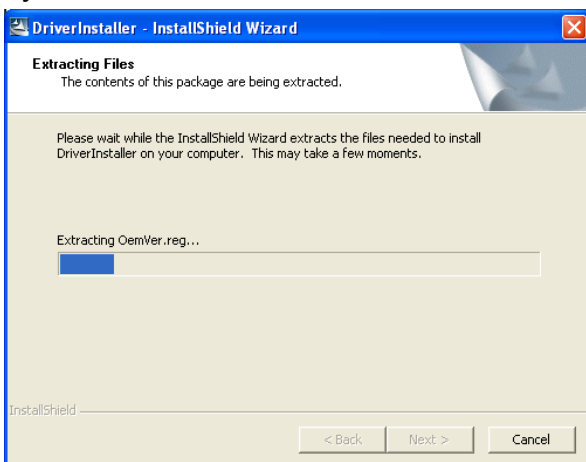 DriverInstaller - InstallShield Wizard
Extracting Files
The contents of this package are being extracted.
Please wait while the InstallShield Wizard extracts the files needed to install
DriverInstaller on your computer. This may take a few moments.
Extracting OemVer.reg...
InstallShield
< Back Next > Cancel